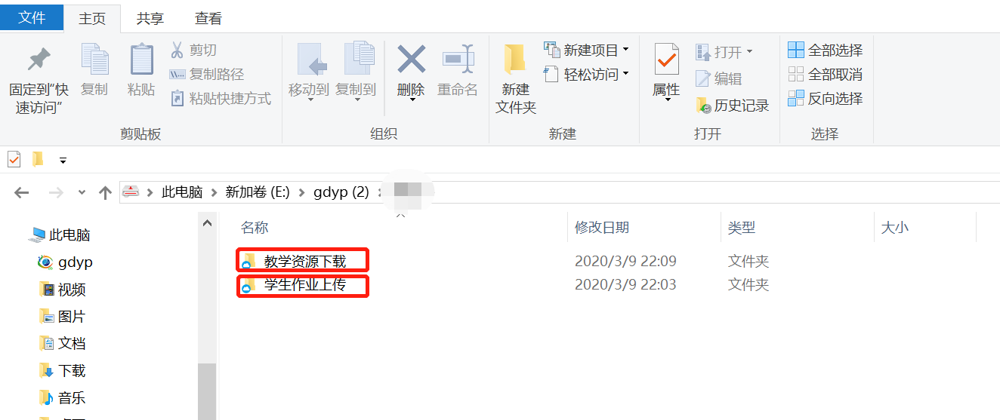 文件 主页 共享 查看
固定到“快
速访问”
复制
粘贴
剪切
复制路径
粘贴快捷方式
剪贴板
移动到
复制到
删除
重命名
组织
新建
文件夹
新建项目
轻松访问
新建
属性
打开
编辑
历史记录
打开
全部选择
全部取消
反向选择
选择
此电脑 新加卷 (E:) gdyp (2)
此电脑
gdyp
视频
图片
文档
下载
音乐
名称 修改日期 类型 大小
教学资源下载 2020/3/9 22:09 文件夹
学生作业上传 2020/3/9 22:03 文件夹